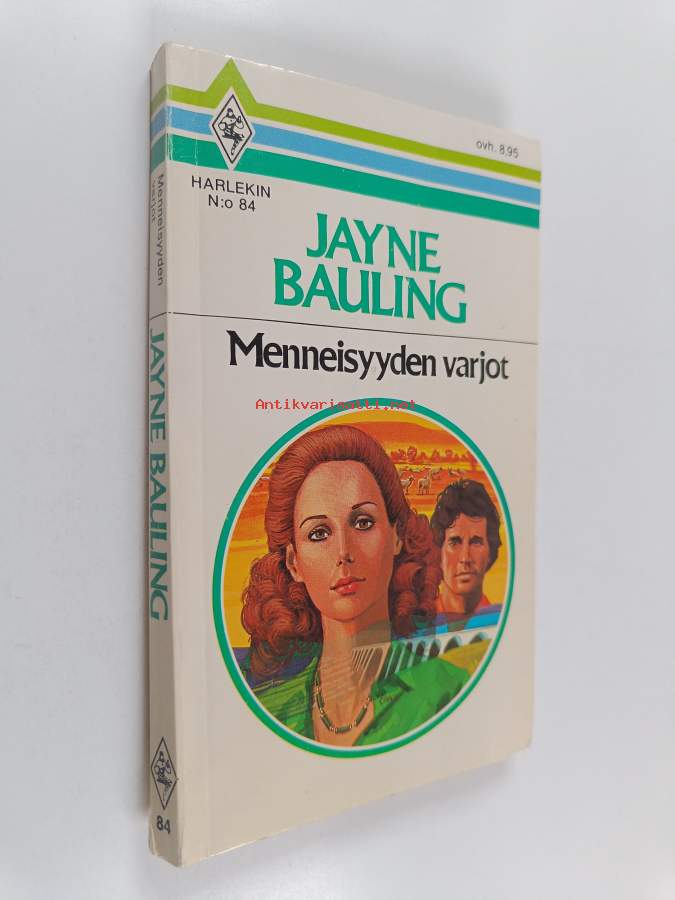 ovh. 8,95
HARLEKIN
N:o 84
JAYNE
BAULING
Menneisyyden varjot
Antikvariaatti.net
Menneisyyden
varjot
JAYNE BAULING
84